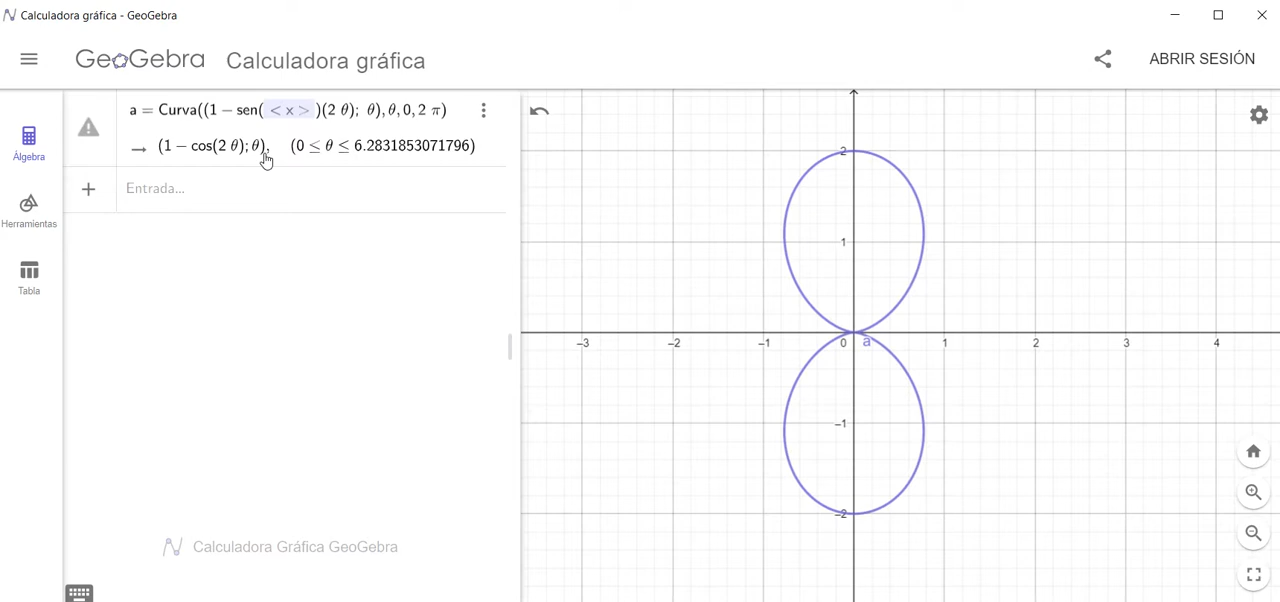 Calculadora gráfica - GeoGebra
GeoGebra Calculadora gráfica
ABRIR SESIÓN
a = Curva((1 − sen( < x > )(2 θ); θ), θ, 0, 2 π)
→ (1 − cos(2 θ); θ), (0 ≤ θ ≤ 6.2831853071796)
Álgebra
+ Entrada...
Herramientas
Tabla
Calculadora Gráfica GeoGebra
2
1
−3 −2 −1 0 a 1 2 3 4
−1
−2